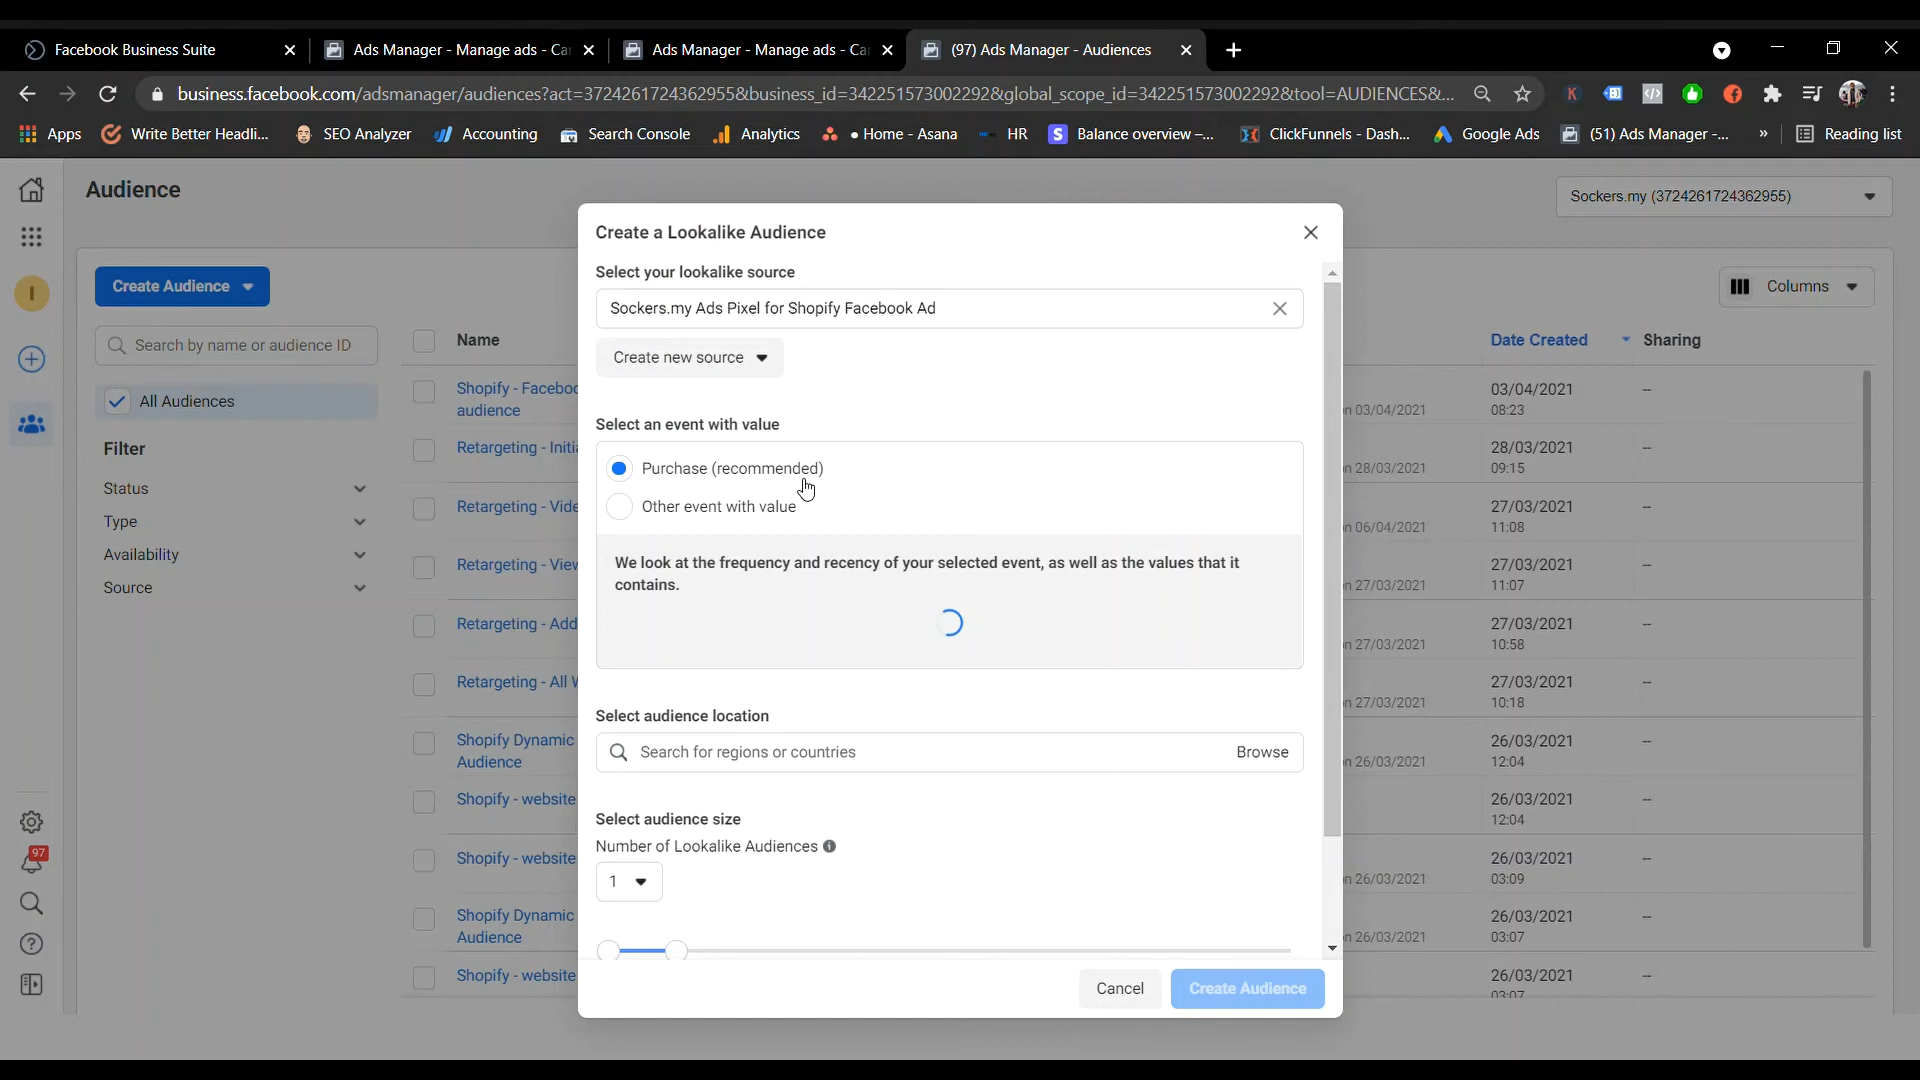 Facebook Business Suite
Ads Manager - Manage ads - Ca
Ads Manager - Manage ads - Ca
(97) Ads Manager - Audiences
business.facebook.com/adsmanager/audiences?act=3724261724362955&business_id=342251573002292&global_scope_id=342251573002292&tool=AUDIENCES&...
Apps
Write Better Headli...
SEO Analyzer
Accounting
Search Console
Analytics
• Home - Asana
HR
Balance overview –...
ClickFunnels - Dash...
Google Ads
(51) Ads Manager -...
»
Reading list
Audience
Sockers.my (3724261724362955)
Create Audience
Search by name or audience ID
All Audiences
Filter
Status
Type
Availability
Source
97
Columns
Name
Date Created
Sharing
Shopify - Faceboo
audience
n 03/04/2021
03/04/2021
08:23
--
Retargeting - Initia
n 28/03/2021
28/03/2021
09:15
--
Retargeting - Vide
n 06/04/2021
27/03/2021
11:08
--
Retargeting - View
n 27/03/2021
27/03/2021
11:07
--
Retargeting - Add
n 27/03/2021
27/03/2021
10:58
--
Retargeting - All
n 27/03/2021
27/03/2021
10:18
--
Shopify Dynamic
Audience
n 26/03/2021
26/03/2021
12:04
--
Shopify - website
26/03/2021
12:04
--
Shopify - website
n 26/03/2021
26/03/2021
03:09
--
Shopify Dynamic
Audience
n 26/03/2021
26/03/2021
03:07
--
Shopify - website
26/03/2021
03:07
--
Create a Lookalike Audience
Select your lookalike source
Sockers.my Ads Pixel for Shopify Facebook Ad
Create new source
Select an event with value
Purchase (recommended)
Other event with value
We look at the frequency and recency of your selected event, as well as the values that it
contains.
Select audience location
Search for regions or countries
Browse
Select audience size
Number of Lookalike Audiences
1
Cancel
Create Audience